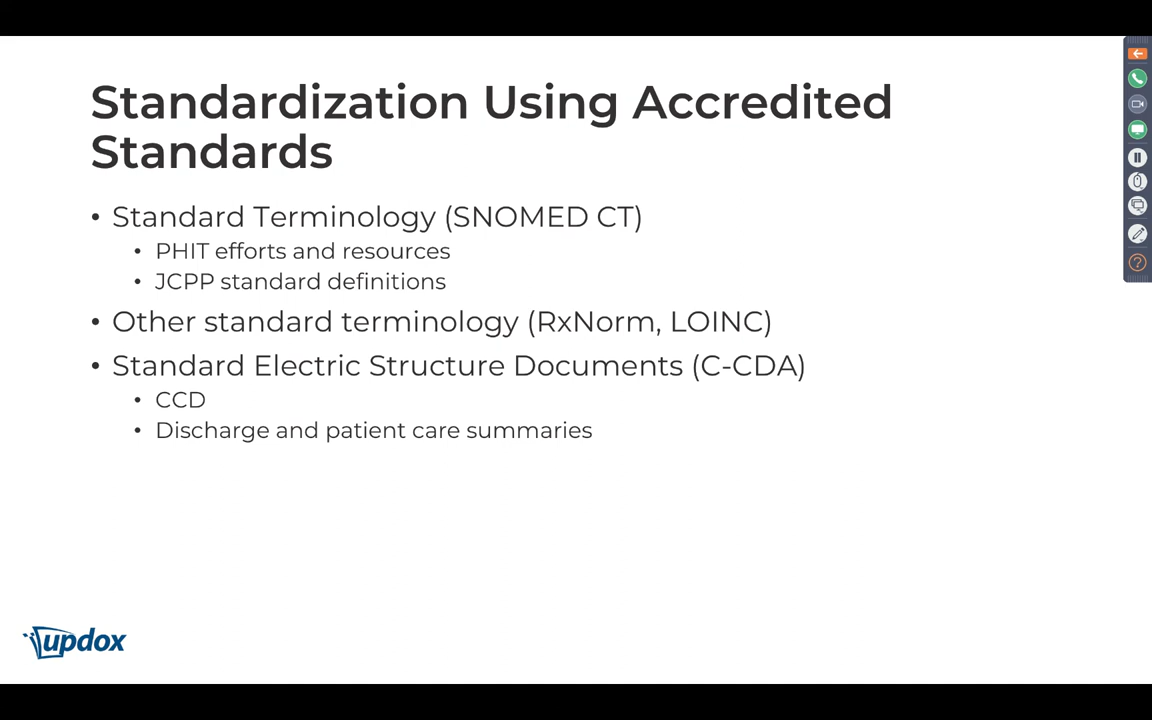 Standardization Using Accredited
Standards
• Standard Terminology (SNOMED CT)
• PHIT efforts and resources
• JCPP standard definitions
• Other standard terminology (RxNorm, LOINC)
• Standard Electric Structure Documents (C-CDA)
• CCD
• Discharge and patient care summaries
updox